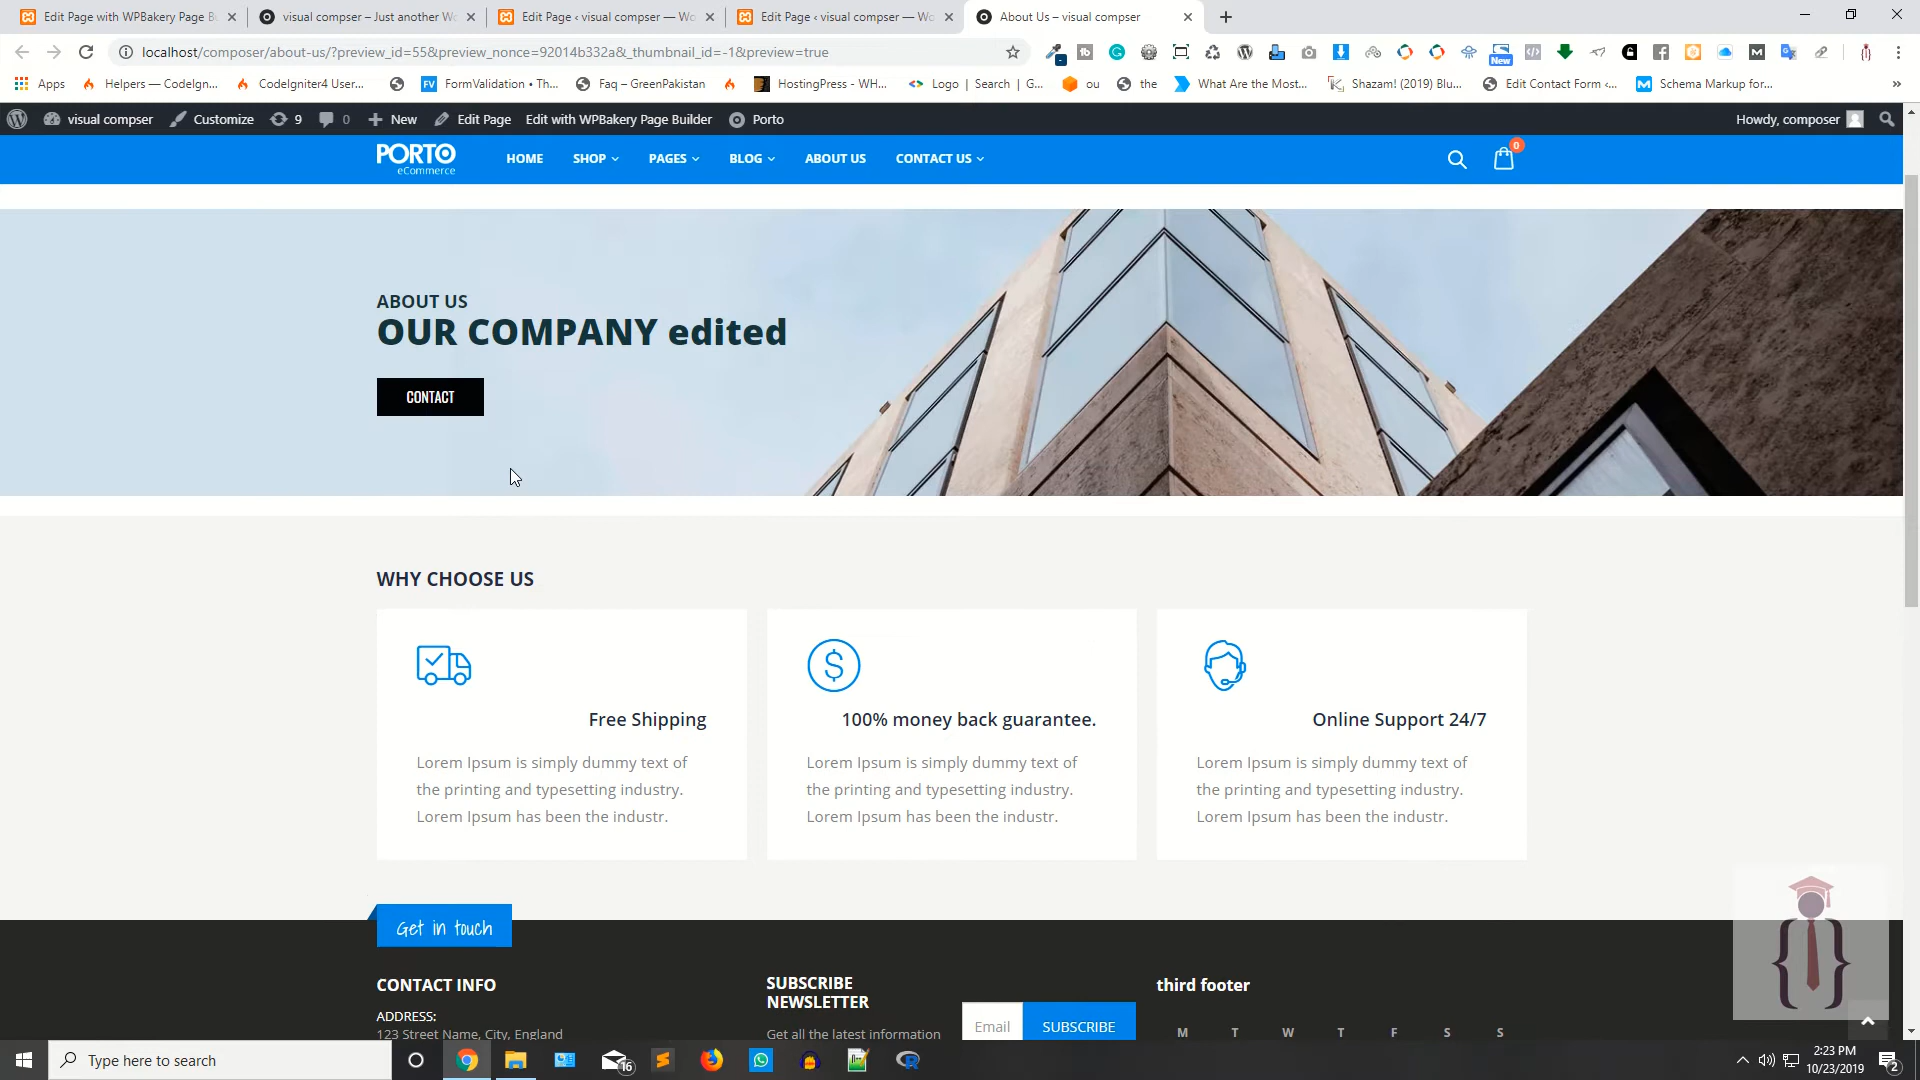 Edit Page with WPBakery Page B
visual compser – Just another Wo
Edit Page ‹ visual compser — Wo
Edit Page ‹ visual compser — Wo
About Us – visual compser
localhost/composer/about-us/?preview_id=55&preview_nonce=92014b332a&_thumbnail_id=-1&preview=true
New
Apps
Helpers — CodeIgn...
CodeIgniter4 User...
FV
FormValidation • Th...
Faq – GreenPakistan
HostingPress - WH...
Logo | Search | G...
ou
the
What Are the Most...
Shazam! (2019) Blu...
Edit Contact Form ‹...
Schema Markup for...
»
visual compser
Customize
9
0
New
Edit Page
Edit with WPBakery Page Builder
Porto
Howdy, composer
PORTO
eCommerce
HOME
SHOP
PAGES
BLOG
ABOUT US
CONTACT US
0
ABOUT US
OUR COMPANY edited
CONTACT
WHY CHOOSE US
Free Shipping
Lorem Ipsum is simply dummy text of
the printing and typesetting industry.
Lorem Ipsum has been the industr.
100% money back guarantee.
Lorem Ipsum is simply dummy text of
the printing and typesetting industry.
Lorem Ipsum has been the industr.
Online Support 24/7
Lorem Ipsum is simply dummy text of
the printing and typesetting industry.
Lorem Ipsum has been the industr.
Get in touch
CONTACT INFO
ADDRESS:
123 Street Name, City, England
SUBSCRIBE
NEWSLETTER
Get all the latest information
Email
SUBSCRIBE
third footer
M T W T F S S
Type here to search
16
2:23 PM
10/23/2019
2